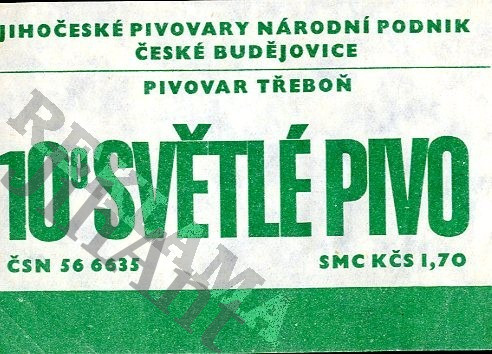 JIHOČESKÉ PIVOVARY NÁRODNÍ PODNIK
ČESKÉ BUDĚJOVICE
PIVOVAR TŘEBOŇ
10° SVĚTLÉ PIVO
ČSN 56 6635
SMC KČS 1,70
REKLAMA